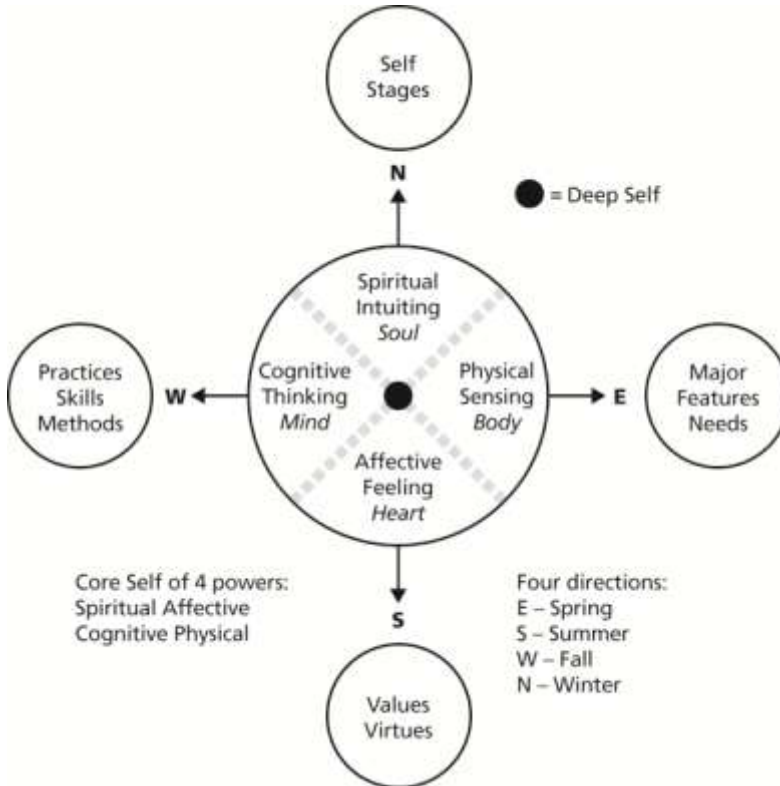 Self
Stages
N
= Deep Self
Spiritual
Intuiting
Soul
Practices
Skills
Methods
W
Cognitive
Thinking
Mind
Physical
Sensing
Body
E
Major
Features
Needs
Affective
Feeling
Heart
Core Self of 4 powers:
Spiritual Affective
Cognitive Physical
S
Four directions:
E – Spring
S – Summer
W – Fall
N – Winter
Values
Virtues